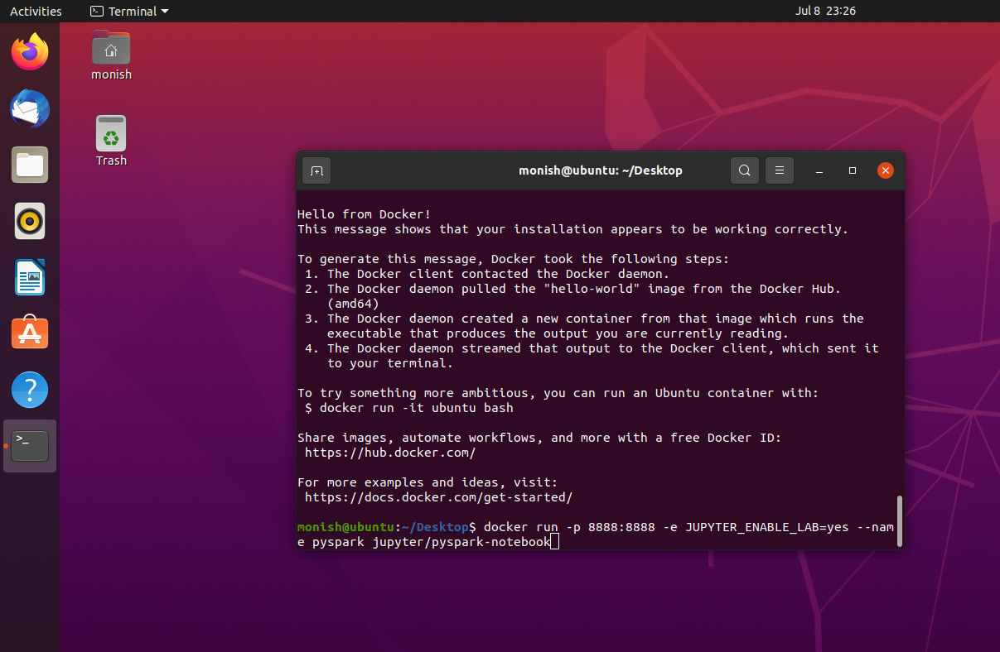 Activities
Terminal
Jul 8 23:26
monish
Trash
monish@ubuntu: ~/Desktop
Hello from Docker!
This message shows that your installation appears to be working correctly.
To generate this message, Docker took the following steps:
1. The Docker client contacted the Docker daemon.
2. The Docker daemon pulled the "hello-world" image from the Docker Hub.
(amd64)
3. The Docker daemon created a new container from that image which runs the
executable that produces the output you are currently reading.
4. The Docker daemon streamed that output to the Docker client, which sent it
to your terminal.
To try something more ambitious, you can run an Ubuntu container with:
$ docker run -it ubuntu bash
Share images, automate workflows, and more with a free Docker ID:
https://hub.docker.com/
For more examples and ideas, visit:
https://docs.docker.com/get-started/
monish@ubuntu:~/Desktop$ docker run -p 8888:8888 -e JUPYTER_ENABLE_LAB=yes --nam
e pyspark jupyter/pyspark-notebook